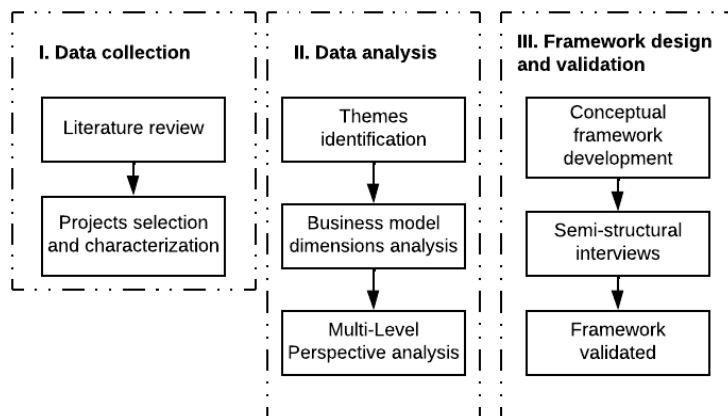 I. Data collection
Literature review
Projects selection
and characterization
II. Data analysis
Themes
identification
Business model
dimensions analysis
Multi-Level
Perspective analysis
III. Framework design
and validation
Conceptual
framework
development
Semi-structural
interviews
Framework
validated